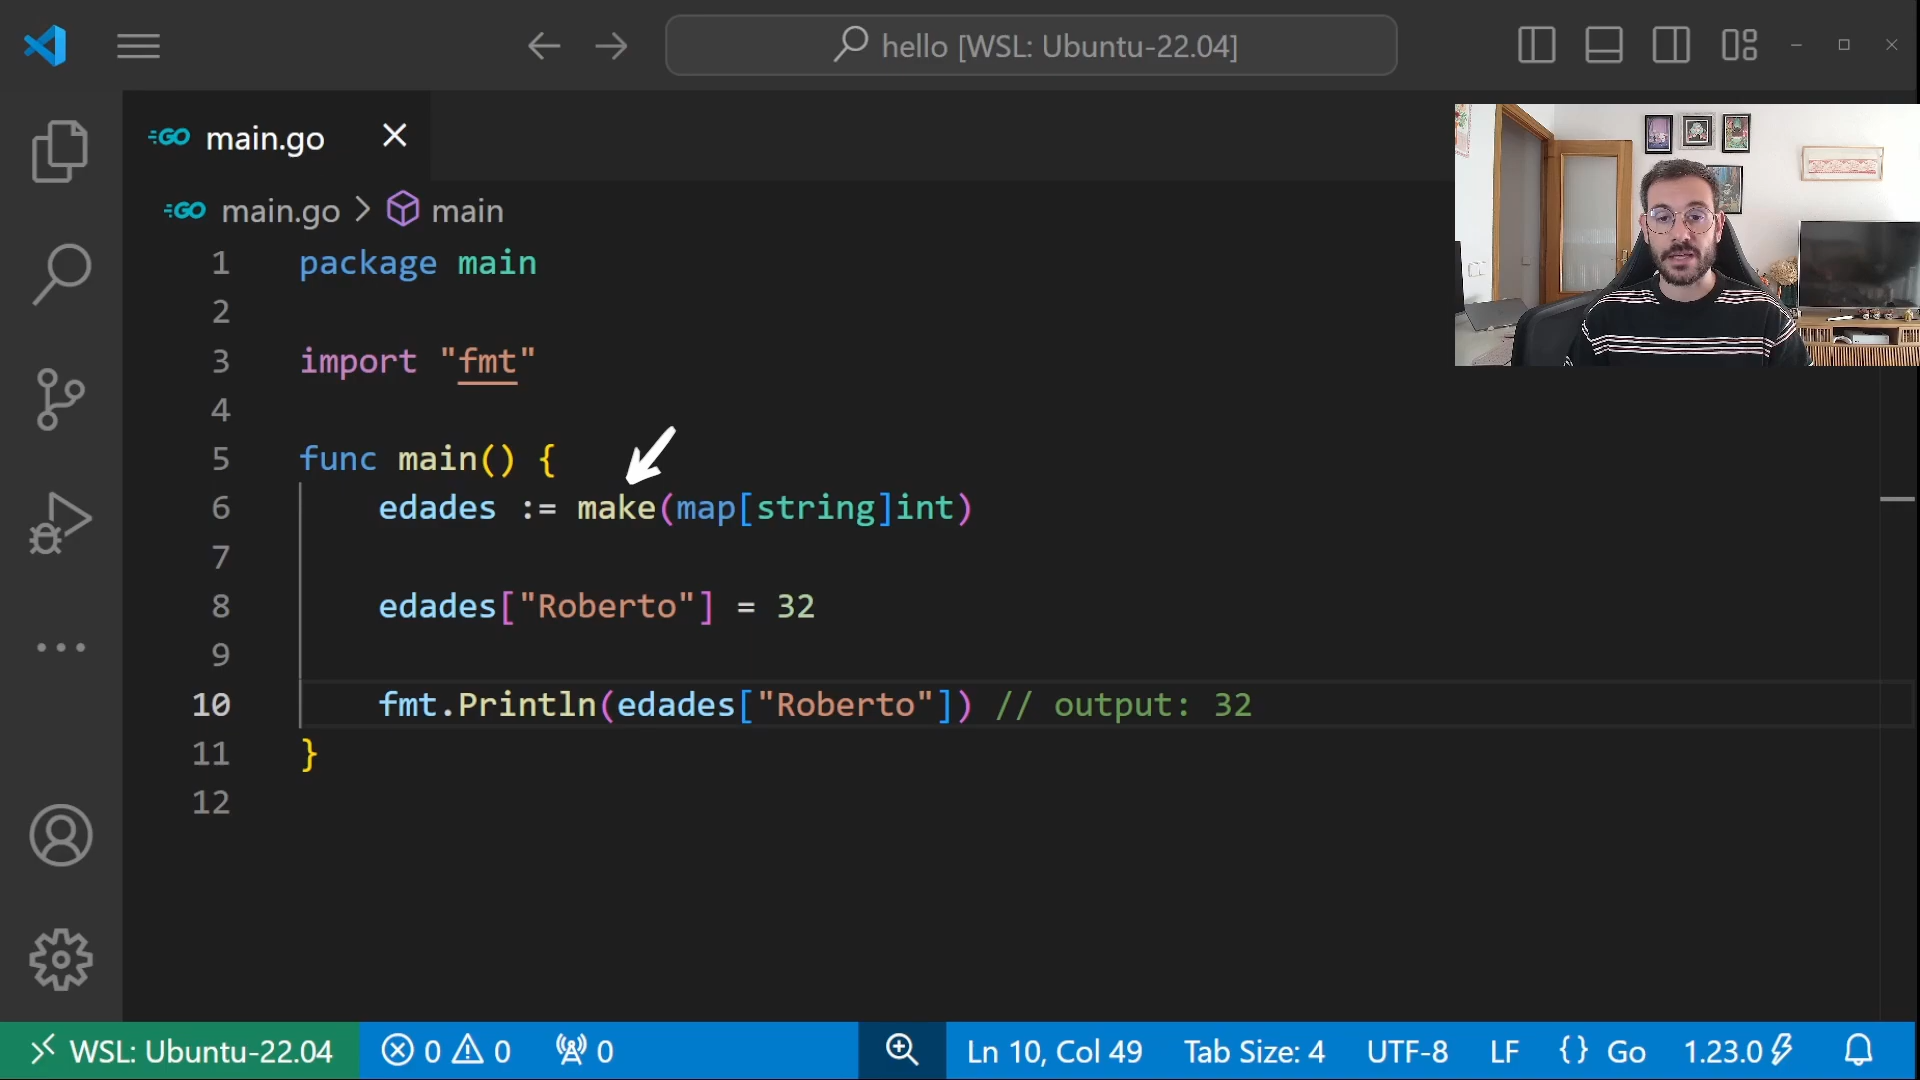 hello [WSL: Ubuntu-22.04]
GO main.go
GO main.go > main
1 package main
2
3 import "fmt"
4
5 func main() {
6 edades := make(map[string]int)
7
8 edades["Roberto"] = 32
9
10 fmt.Println(edades["Roberto"]) // output: 32
11 }
12
WSL: Ubuntu-22.04 0 0 0 Ln 10, Col 49 Tab Size: 4 UTF-8 LF {} Go 1.23.0